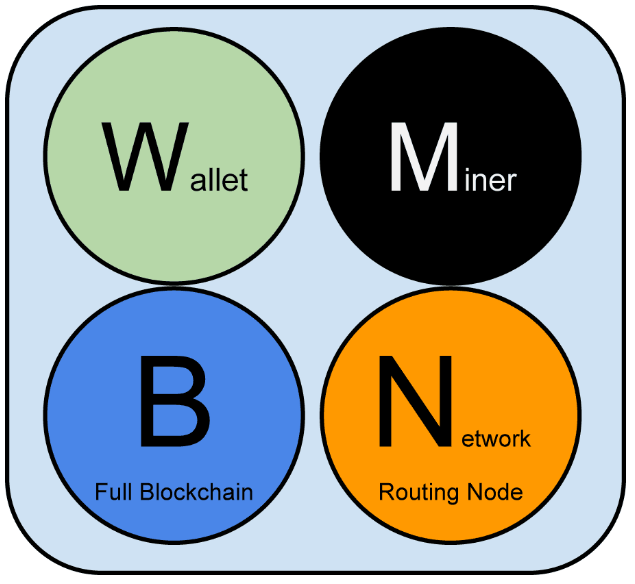 Wallet
Miner
B
Full Blockchain
Network
Routing Node